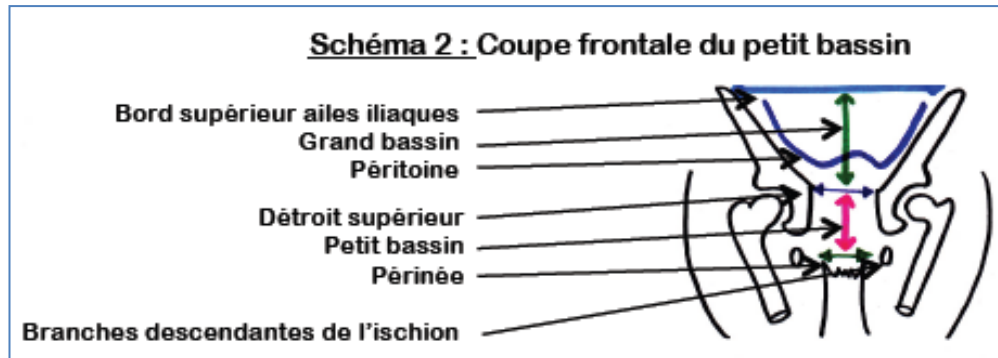 Schéma 2 : Coupe frontale du petit bassin
Bord supérieur ailes iliaques
Grand bassin
Péritoine
Détroit supérieur
Petit bassin
Périnée
Branches descendantes de l'ischion